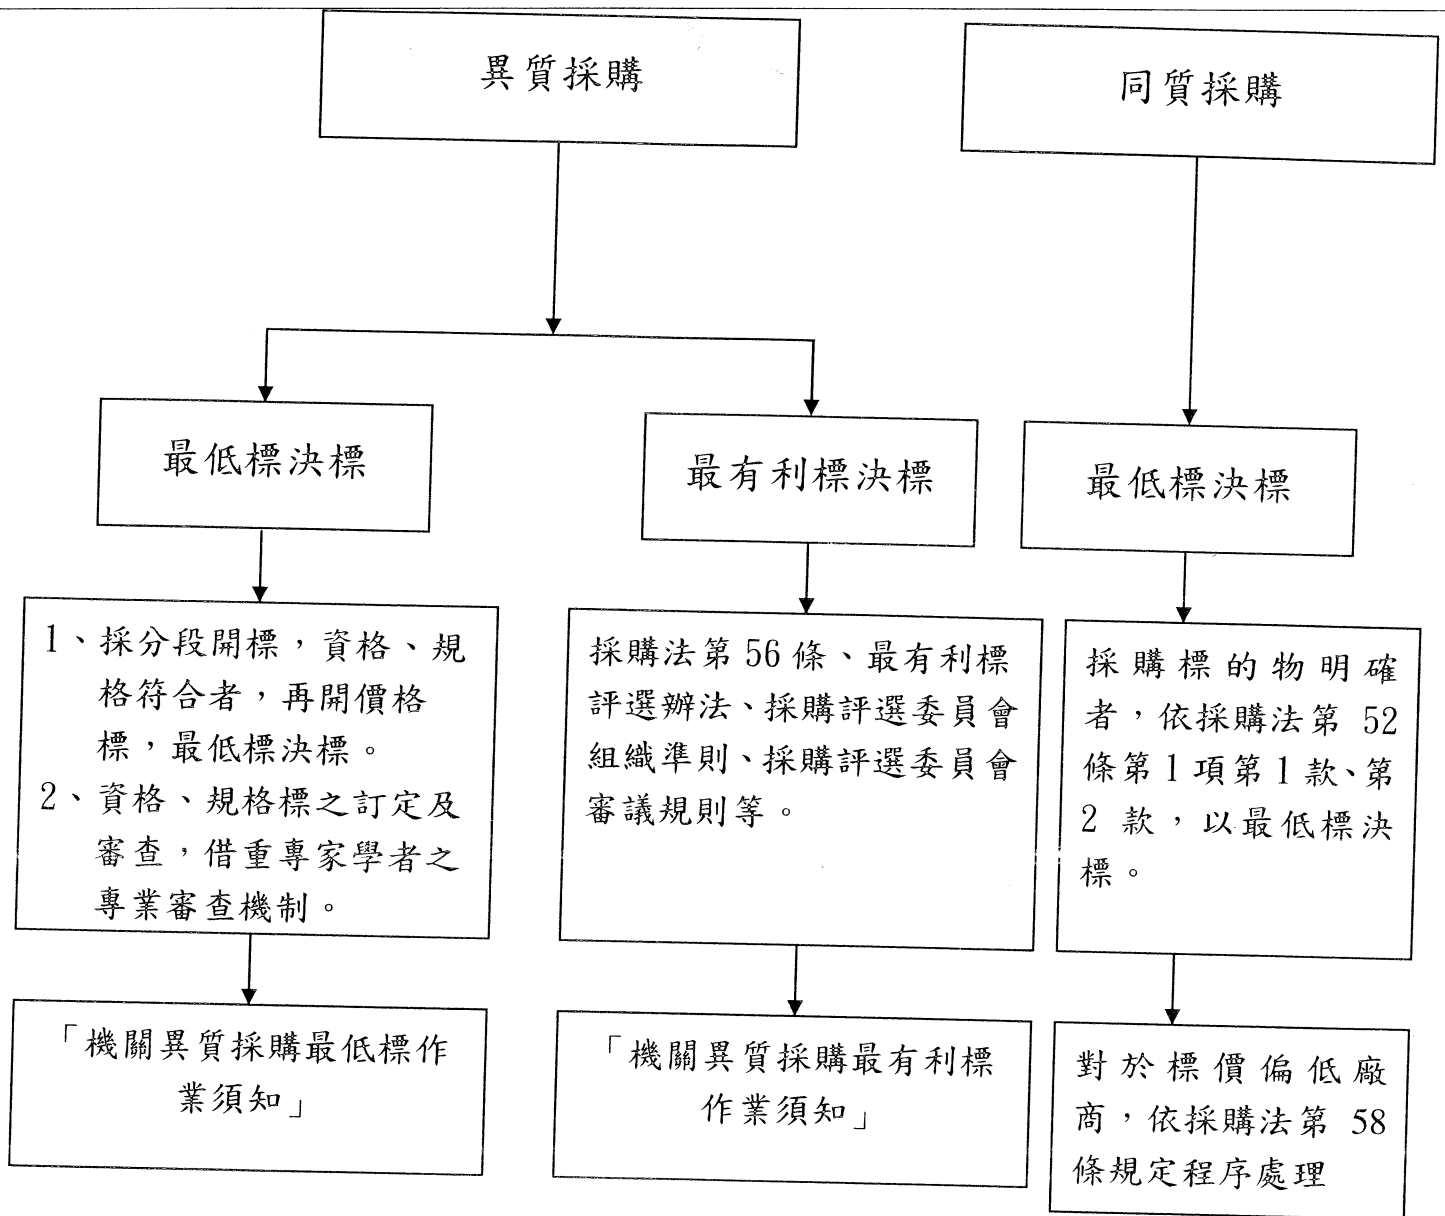 異質採購
同質採購
最低標決標
最有利標決標
最低標決標
1、採分段開標，資格、規
格符合者，再開價格
標，最低標決標。
2、資格、規格標之訂定及
審查，借重專家學者之
專業審查機制。
採購法第 56 條、最有利標
評選辦法、採購評選委員會
組織準則、採購評選委員會
審議規則等。
採購標的物明確
者，依採購法第 52
條第 1 項第 1 款、第
2 款，以最低標決
標。
「機關異質採購最低標作
業須知」
「機關異質採購最有利標
作業須知」
對於標價偏低廠
商，依採購法第 58
條規定程序處理